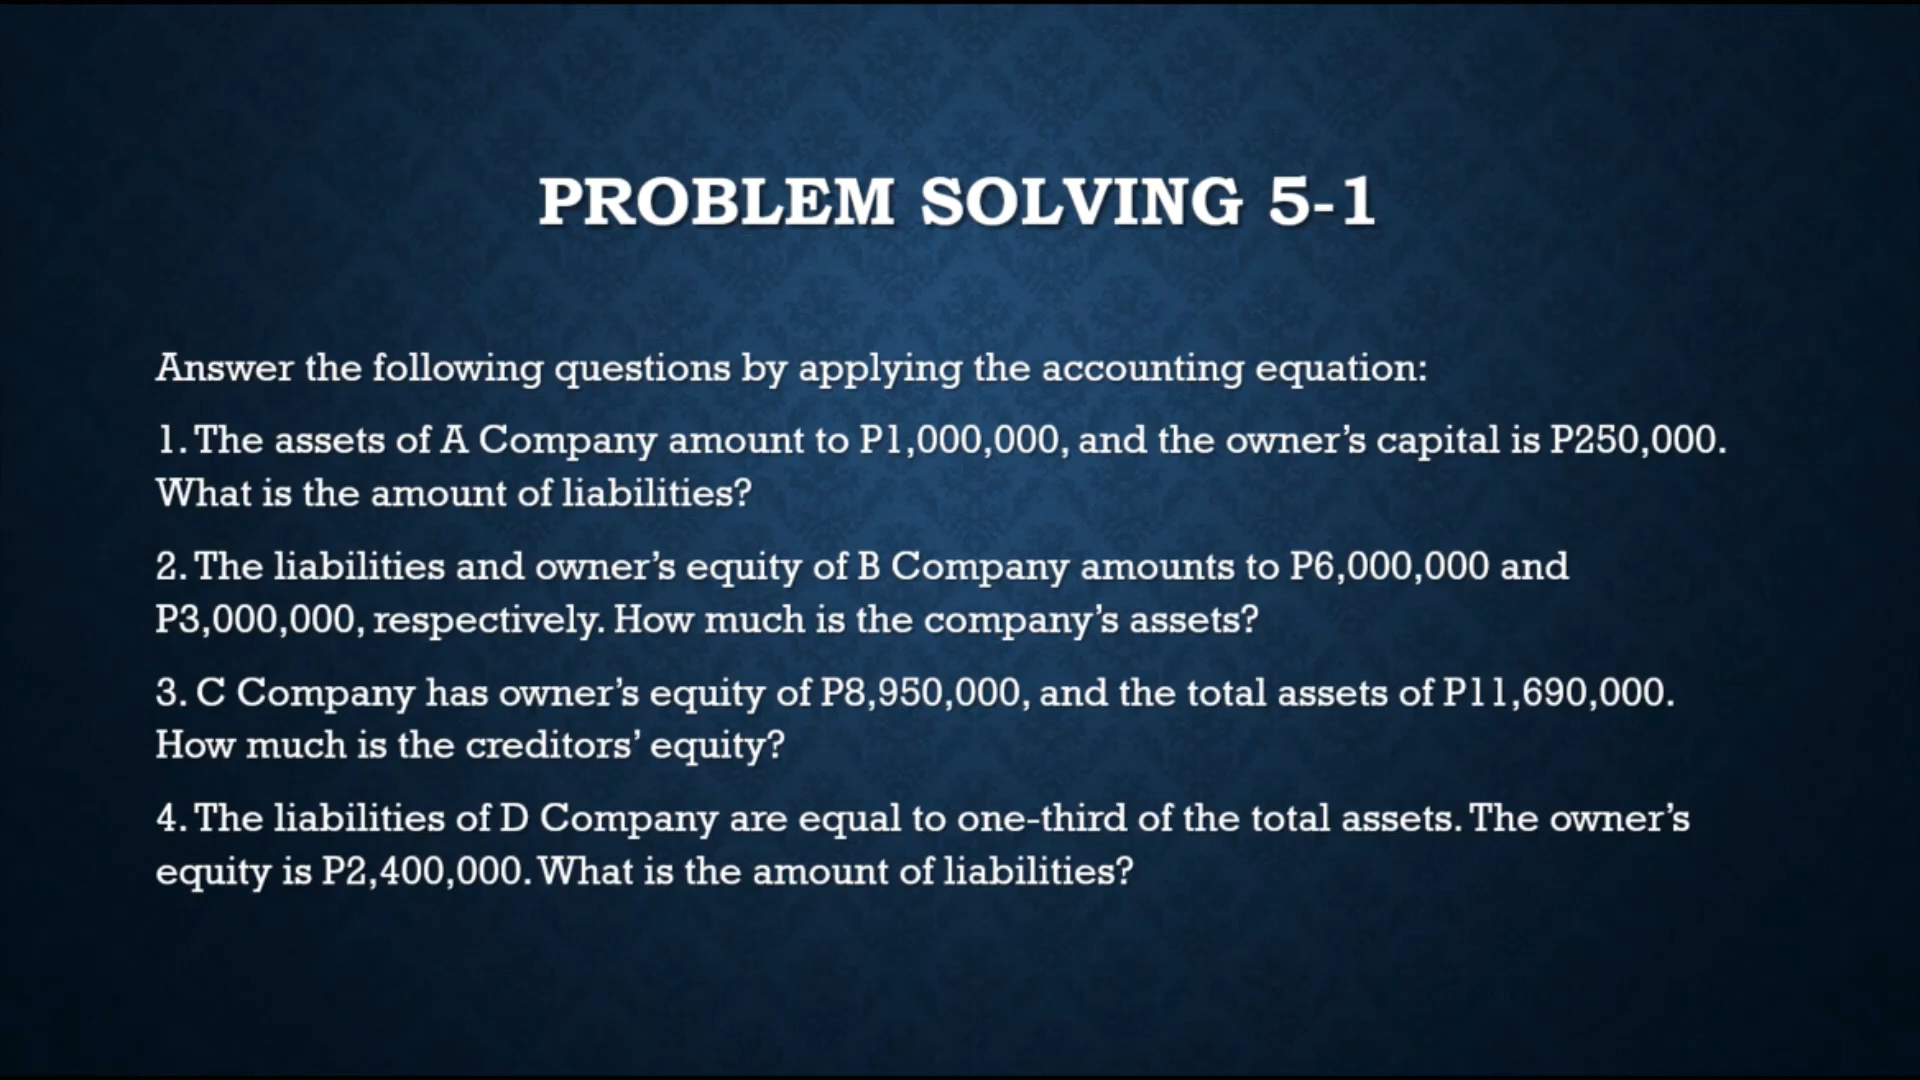 PROBLEM SOLVING 5-1
Answer the following questions by applying the accounting equation:
1. The assets of A Company amount to P1,000,000, and the owner’s capital is P250,000.
What is the amount of liabilities?
2. The liabilities and owner’s equity of B Company amounts to P6,000,000 and
P3,000,000, respectively. How much is the company’s assets?
3. C Company has owner’s equity of P8,950,000, and the total assets of P11,690,000.
How much is the creditors’ equity?
4. The liabilities of D Company are equal to one-third of the total assets. The owner’s
equity is P2,400,000. What is the amount of liabilities?